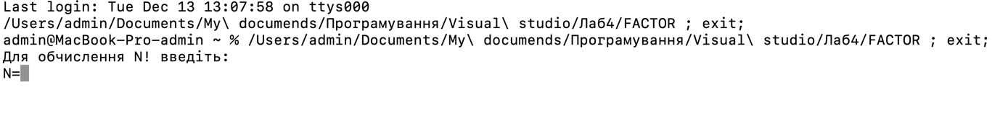 Last login: Tue Dec 13 13:07:58 on ttys000
/Users/admin/Documents/My\ documends/Програмування/Visual\ studio/Лаб4/FACTOR ; exit;
admin@MacBook-Pro-admin ~ % /Users/admin/Documents/My\ documends/Програмування/Visual\ studio/Лаб4/FACTOR ; exit;
Для обчислення N! введіть:
N=